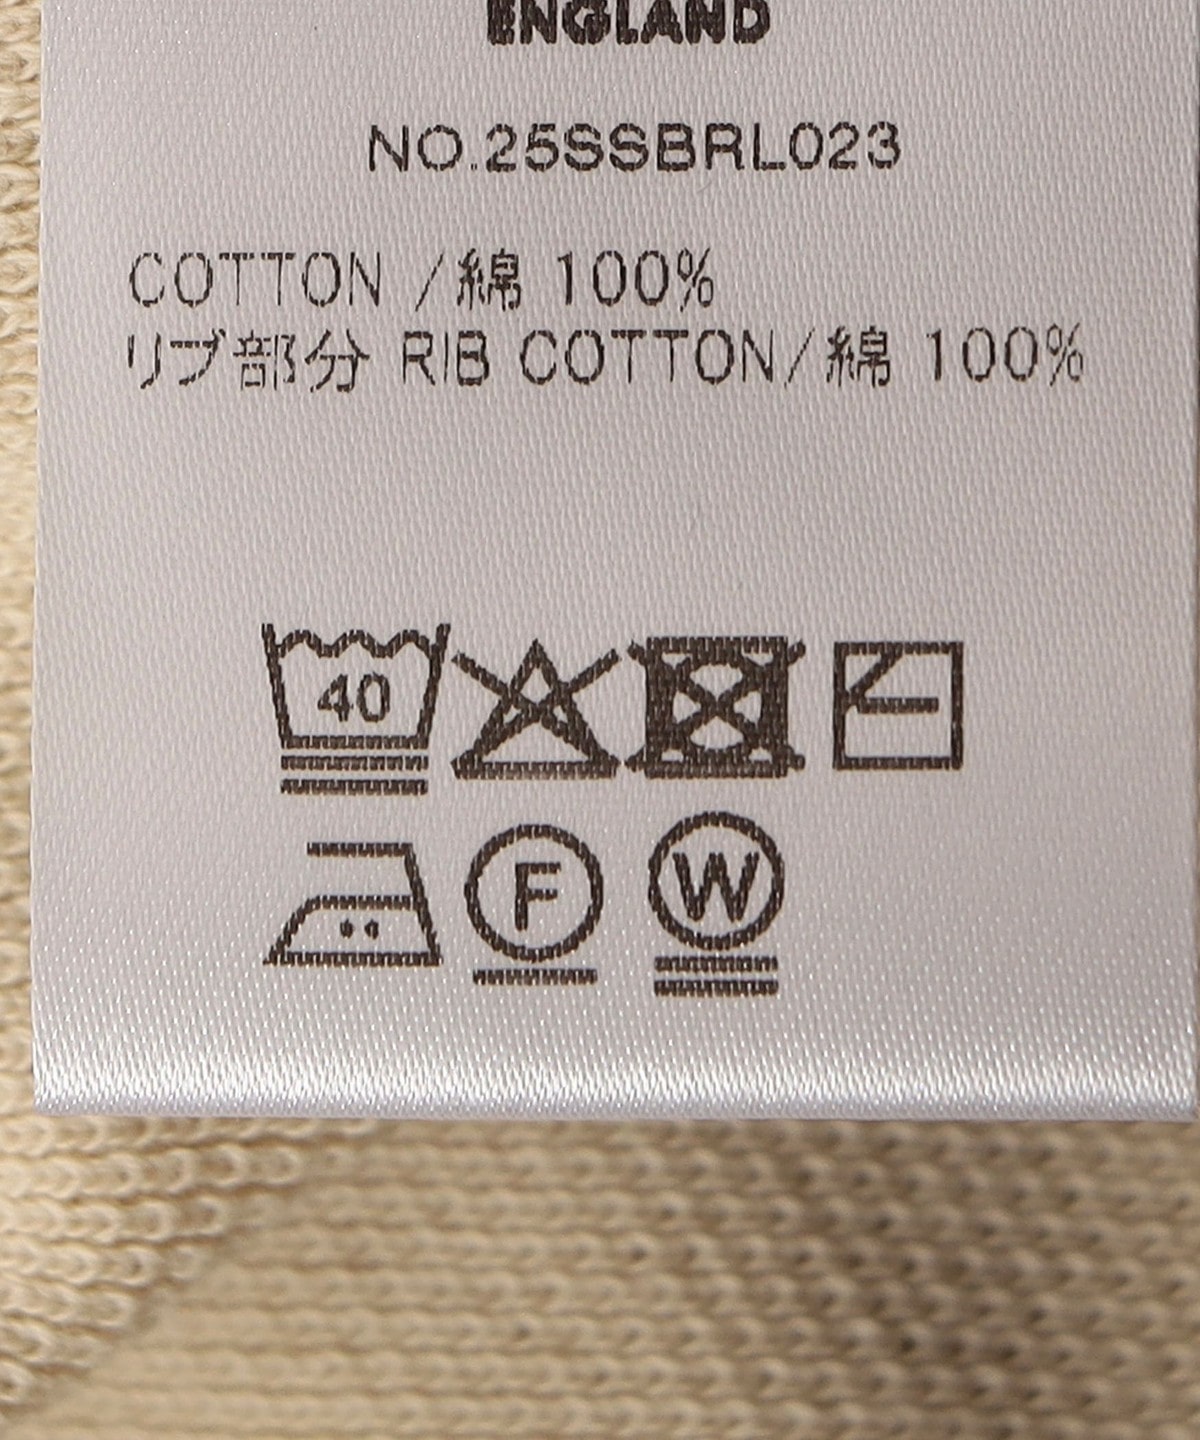 ENGLAND
NO.25SSBRL023
COTTON /綿 100%
リブ部分 RIB COTTON/綿 100%
40
F
W